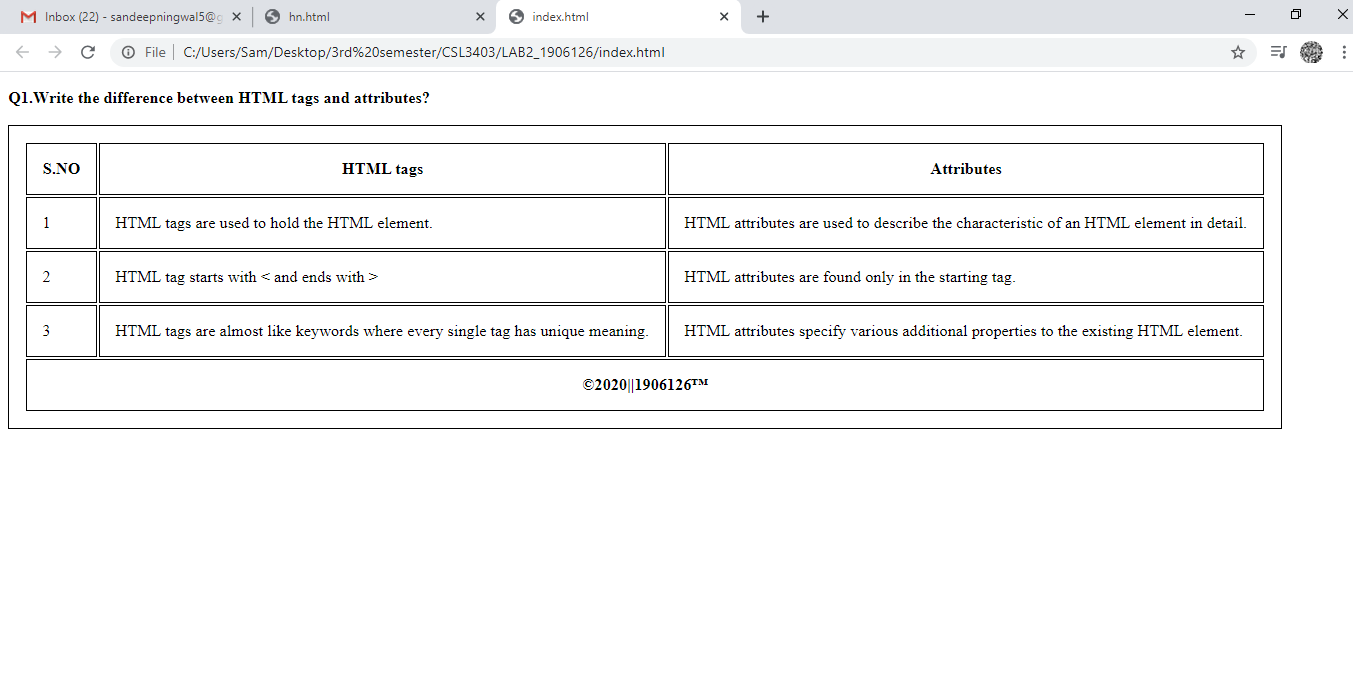 Inbox (22) - sandeepningwal5@g
hn.html
index.html
File | C:/Users/Sam/Desktop/3rd%20semester/CSL3403/LAB2_1906126/index.html
Q1.Write the difference between HTML tags and attributes?
S.NO HTML tags Attributes
1 HTML tags are used to hold the HTML element. HTML attributes are used to describe the characteristic of an HTML element in detail.
2 HTML tag starts with < and ends with > HTML attributes are found only in the starting tag.
3 HTML tags are almost like keywords where every single tag has unique meaning. HTML attributes specify various additional properties to the existing HTML element.
©2020||1906126™